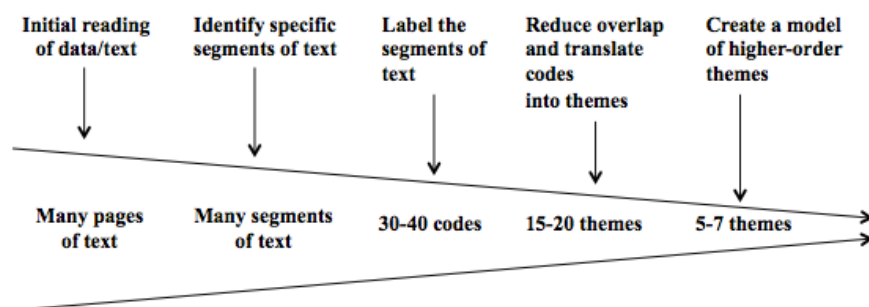 Initial reading
of data/text
Identify specific
segments of text
Label the
segments of
text
Reduce overlap
and translate
codes
into themes
Create a model
of higher-order
themes
Many pages
of text
Many segments
of text
30-40 codes
15-20 themes
5-7 themes